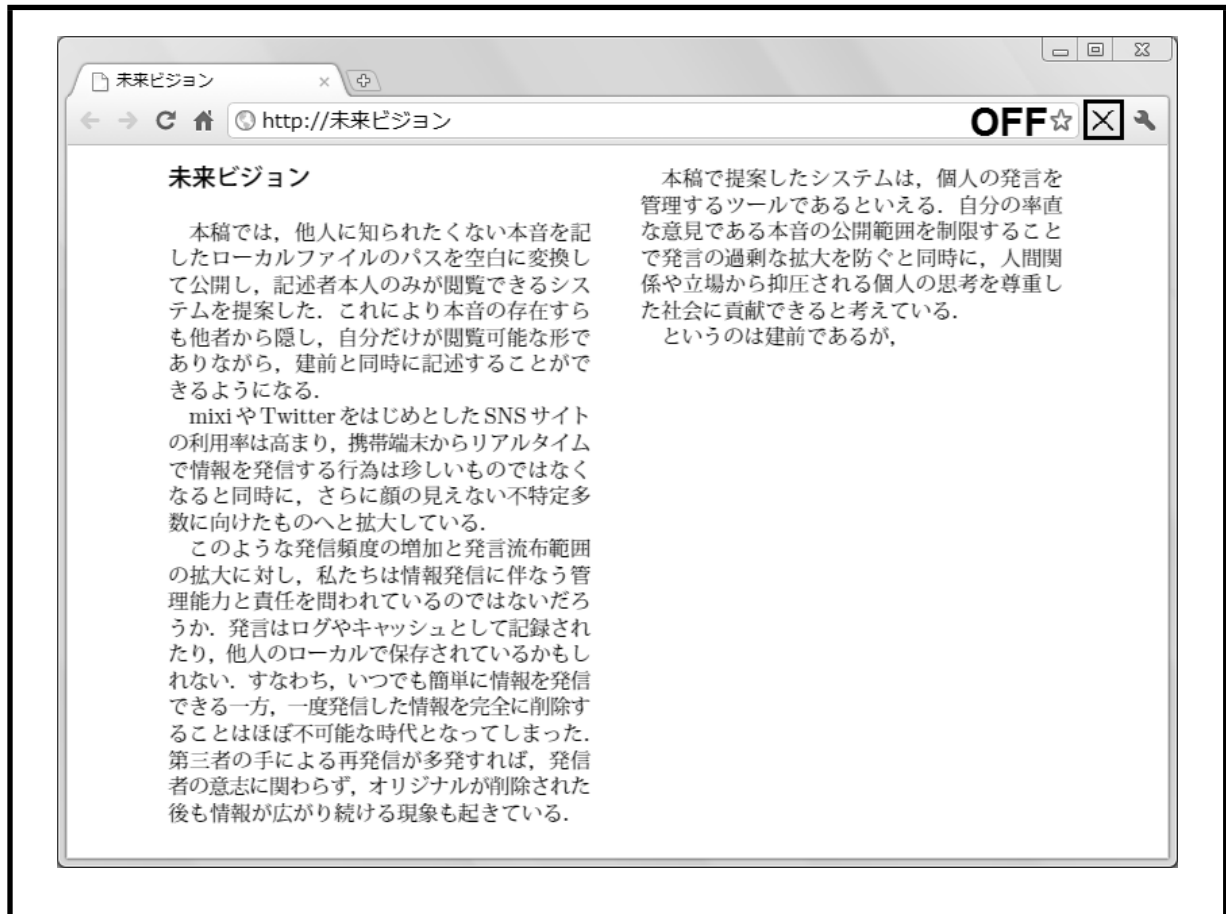 未来ビジョン
http://未来ビジョン
OFF
未来ビジョン
本稿では，他人に知られたくない本音を記
したローカルファイルのパスを空白に変換し
て公開し，記述者本人のみが閲覧できるシス
テムを提案した．これにより本音の存在すら
も他者から隠し，自分だけが閲覧可能な形で
ありながら，建前と同時に記述することがで
きるようになる．
mixiやTwitterをはじめとしたSNSサイト
の利用率は高まり，携帯端末からリアルタイム
で情報を発信する行為は珍しいものではなく
なると同時に，さらに顔の見えない不特定多
数に向けたものへと拡大している．
このような発信頻度の増加と発言流布範囲
の拡大に対し，私たちは情報発信に伴なう管
理能力と責任を問われているのではないだろ
うか．発言はログやキャッシュとして記録され
たり，他人のローカルで保存されているかもし
れない．すなわち，いつでも簡単に情報を発信
できる一方，一度発信した情報を完全に削除す
ることはほぼ不可能な時代となってしまった．
第三者の手による再発信が多発すれば，発信
者の意志に関わらず，オリジナルが削除された
後も情報が広がり続ける現象も起きている．
本稿で提案したシステムは，個人の発言を
管理するツールであるといえる．自分の率直
な意見である本音の公開範囲を制限すること
で発言の過剰な拡大を防ぐと同時に，人間関
係や立場から抑圧される個人の思考を尊重し
た社会に貢献できると考えている．
というのは建前であるが，